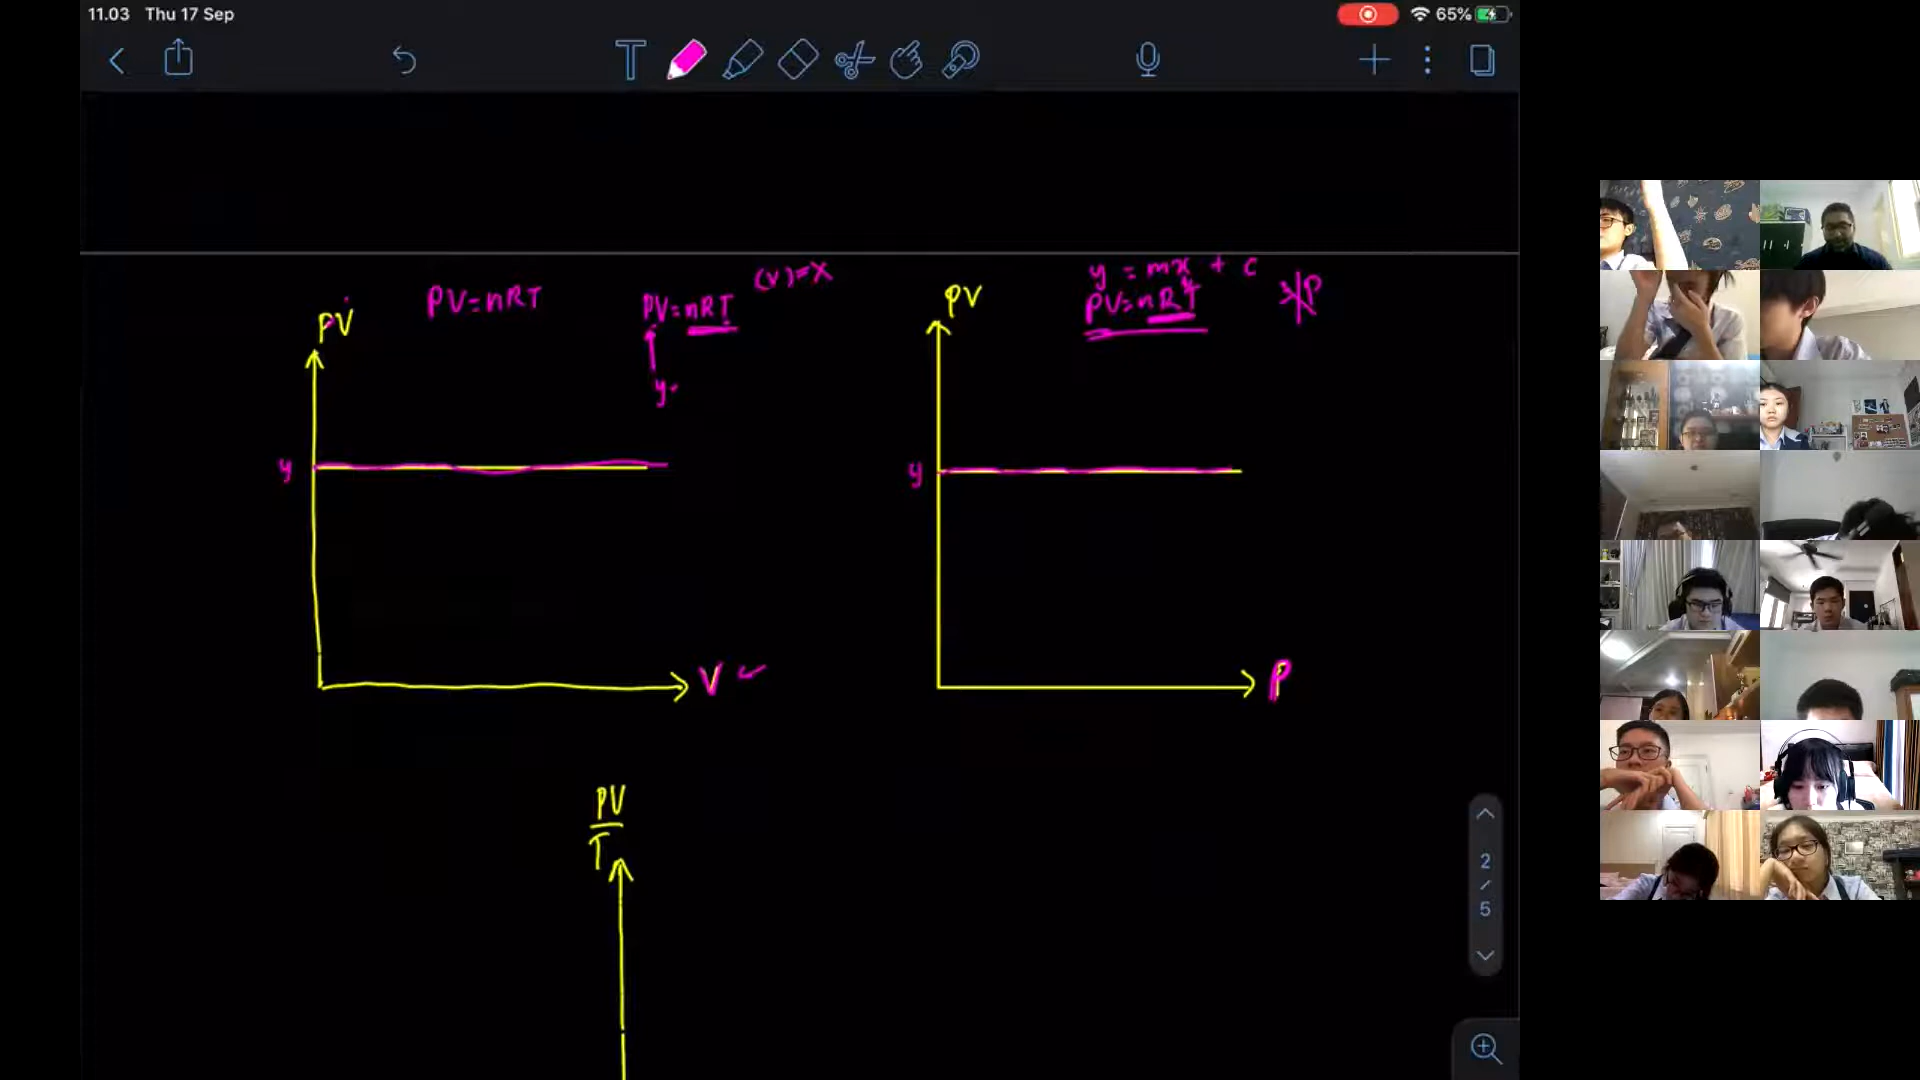 11.03 Thu 17 Sep
65%
T
PV
PV=nRT
PV=nRT
(V)=X
y
y
V
PV
y = mx + c
PV=nRT
P
y
P
PV
T
2
/
5